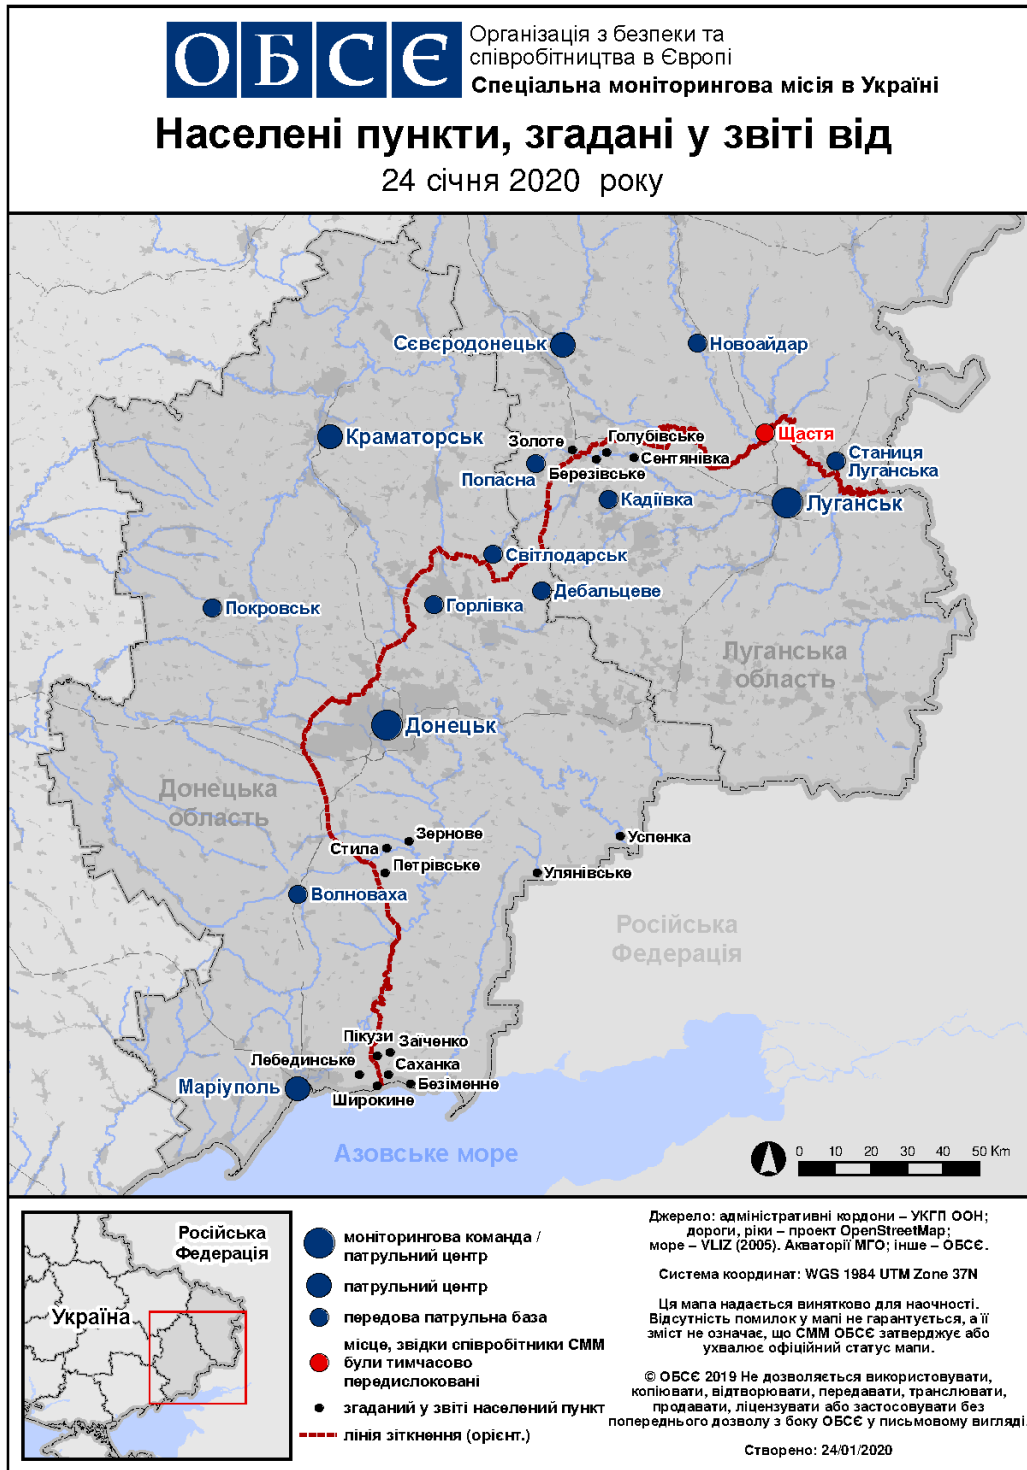 ОБСЄ
Організація з безпеки та
співробітництва в Європі
Спеціальна моніторингова місія в Україні
Населені пункти, згадані у звіті від
24 січня 2020 року
Сєвєродонецьк
Новоайдар
Краматорськ
Золоте
Голубівське
Щастя
Березівське
Сентянівка
Станиця
Луганська
Попасна
Кадіївка
Луганськ
Світлодарськ
Дебальцеве
Горлівка
Покровськ
Луганська
область
Донецьк
Донецька
область
Зернове
Стила
Петрівське
Успенка
Улянівське
Волноваха
Російська
Федерація
Пікузи
Заїченко
Лебединське
Саханка
Безіменне
Маріуполь
Широкине
Азовське море
0 10 20 30 40 50 Km
Російська
Федерація
Україна
моніторингова команда /
патрульний центр
патрульний центр
передова патрульна база
місце, звідки співробітники СММ
були тимчасово
передислоковані
згаданий у звіті населений пункт
лінія зіткнення (орієнт.)
Джерело: адміністративні кордони – УКГП ООН;
дороги, ріки – проект OpenStreetMap;
море – VLIZ (2005). Акваторії МГО; інше – ОБСЄ.
Система координат: WGS 1984 UTM Zone 37N
Ця мапа надається винятково для наочності.
Відсутність помилок у мапі не гарантується, а її
зміст не означає, що СММ ОБСЄ затверджує або
ухвалює офіційний статус мапи.
© ОБСЄ 2019 Не дозволяється використовувати,
копіювати, відтворювати, передавати, транслювати,
продавати, ліцензувати або застосовувати без
попереднього дозволу з боку ОБСЄ у письмовому вигляді.
Створено: 24/01/2020